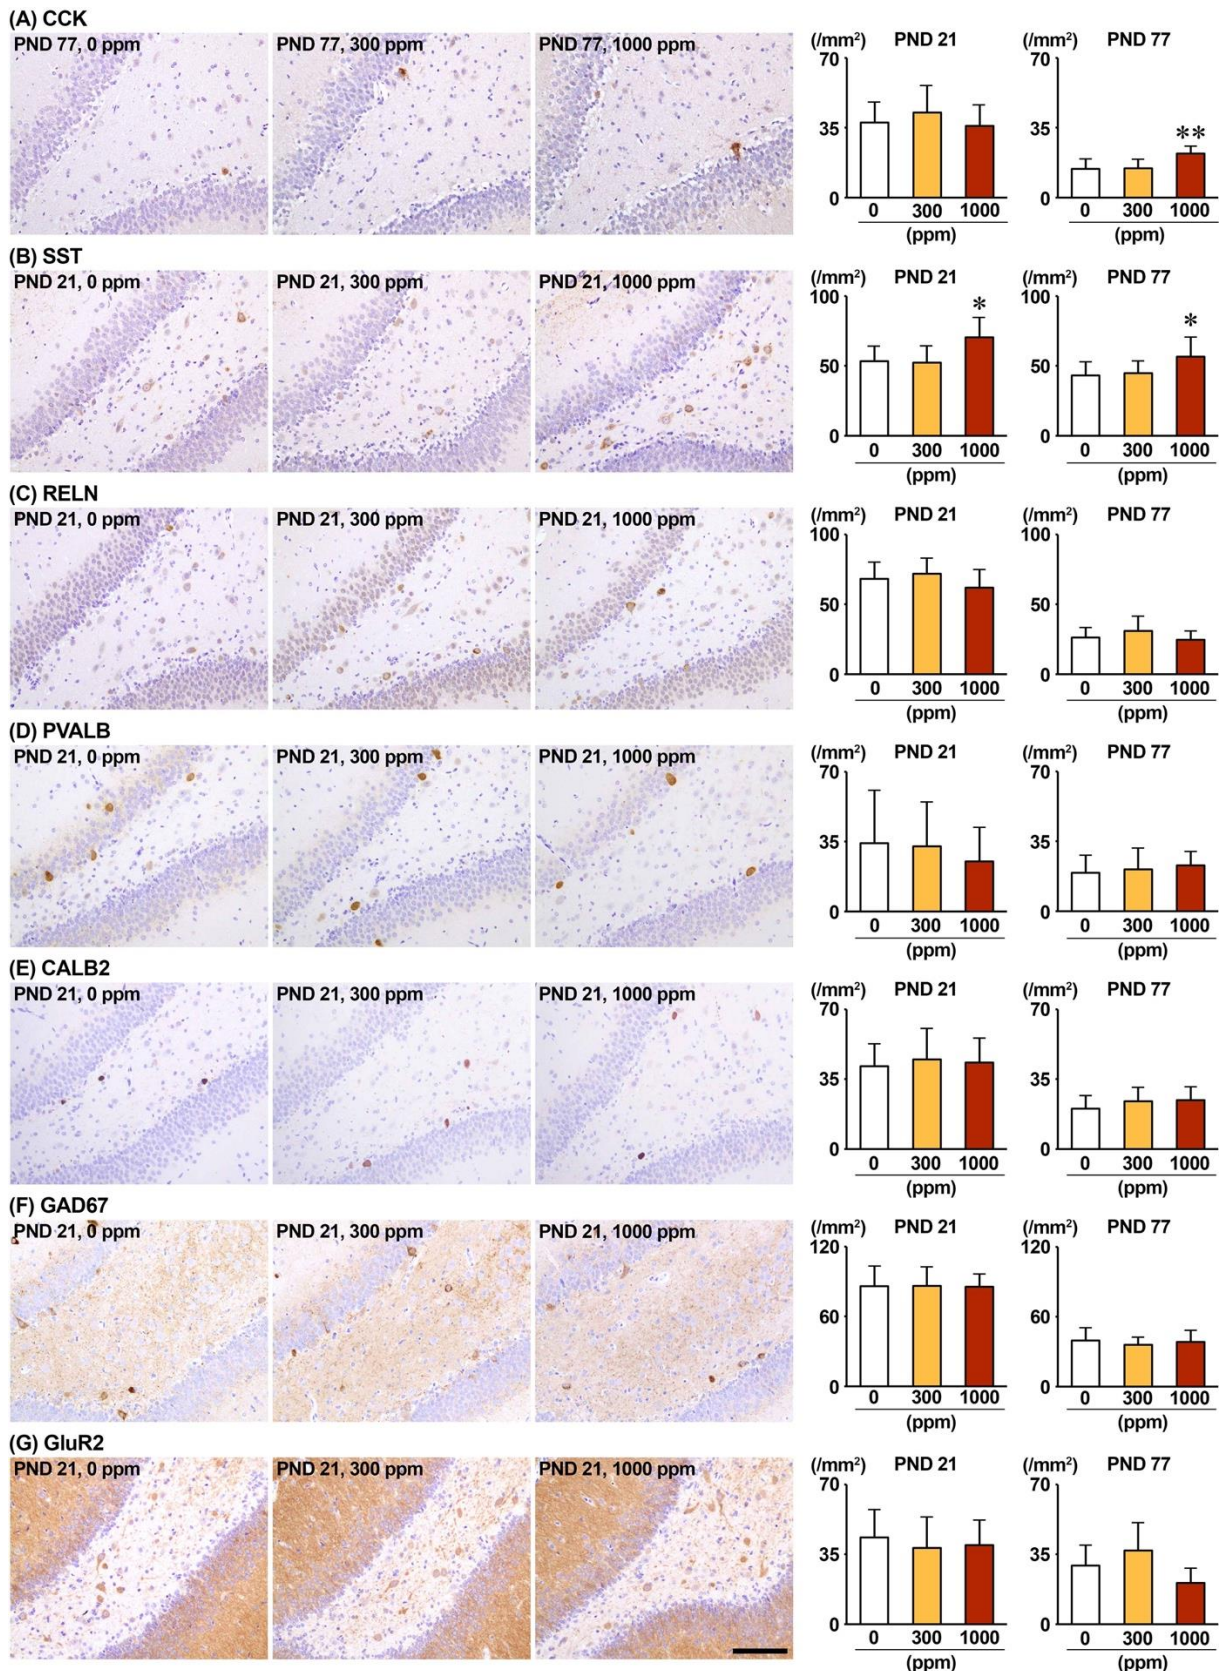 (A) CCK
PND 77, 0 ppm PND 77, 300 ppm PND 77, 1000 ppm
(/mm²) PND 21 (/mm²) PND 77
70 70
35 35
**
0 0
0 300 1000 0 300 1000
(ppm) (ppm)
(B) SST
PND 21, 0 ppm PND 21, 300 ppm PND 21, 1000 ppm
(/mm²) PND 21 (/mm²) PND 77
100 100
* *
50 50
0 0
0 300 1000 0 300 1000
(ppm) (ppm)
(C) RELN
PND 21, 0 ppm PND 21, 300 ppm PND 21, 1000 ppm
(/mm²) PND 21 (/mm²) PND 77
100 100
50 50
0 0
0 300 1000 0 300 1000
(ppm) (ppm)
(D) PVALB
PND 21, 0 ppm PND 21, 300 ppm PND 21, 1000 ppm
(/mm²) PND 21 (/mm²) PND 77
70 70
35 35
0 0
0 300 1000 0 300 1000
(ppm) (ppm)
(E) CALB2
PND 21, 0 ppm PND 21, 300 ppm PND 21, 1000 ppm
(/mm²) PND 21 (/mm²) PND 77
70 70
35 35
0 0
0 300 1000 0 300 1000
(ppm) (ppm)
(F) GAD67
PND 21, 0 ppm PND 21, 300 ppm PND 21, 1000 ppm
(/mm²) PND 21 (/mm²) PND 77
120 120
60 60
0 0
0 300 1000 0 300 1000
(ppm) (ppm)
(G) GluR2
PND 21, 0 ppm PND 21, 300 ppm PND 21, 1000 ppm
(/mm²) PND 21 (/mm²) PND 77
70 70
35 35
0 0
0 300 1000 0 300 1000
(ppm) (ppm)